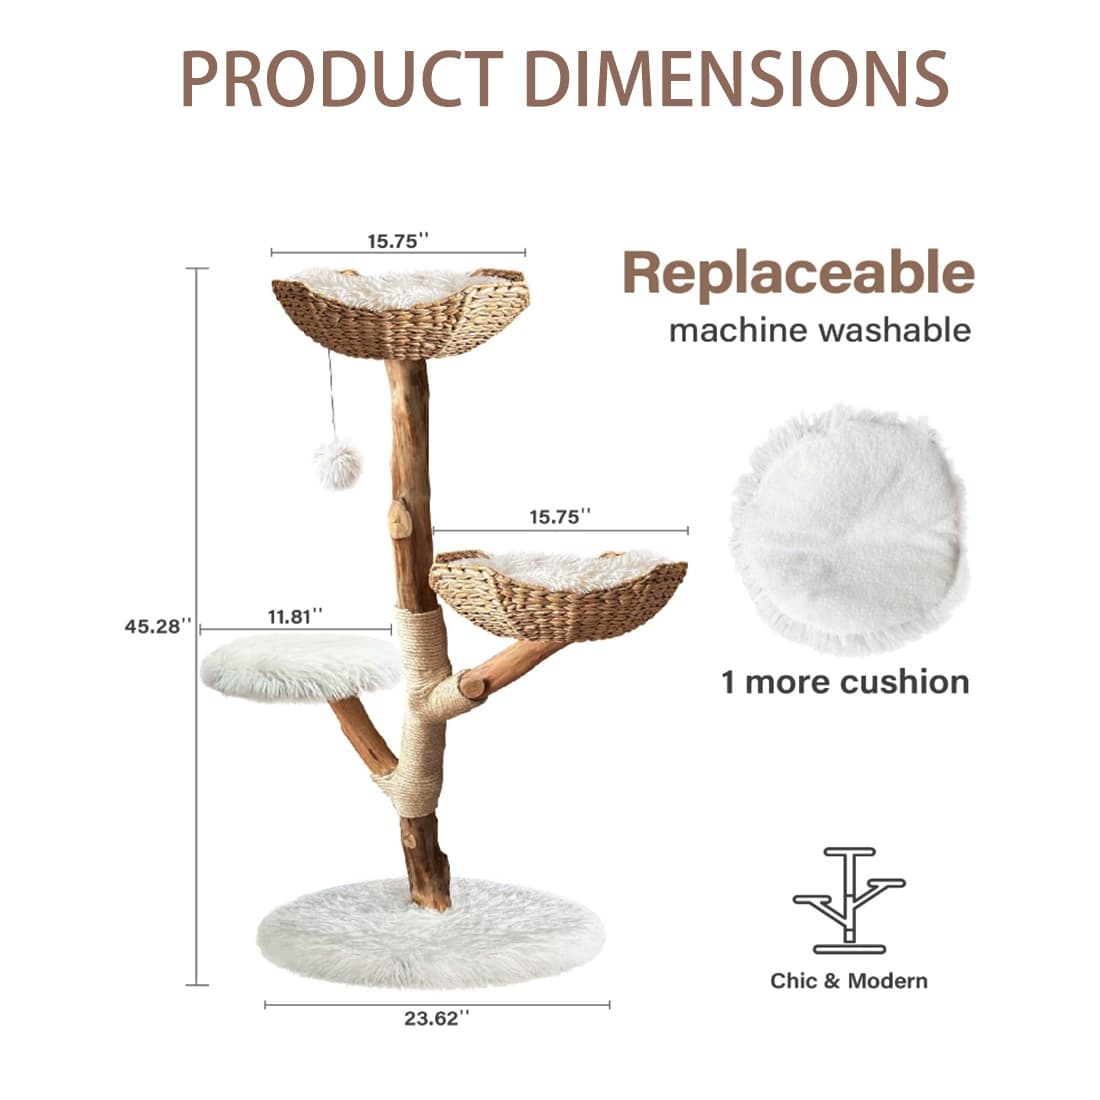 PRODUCT DIMENSIONS
15.75''
Replaceable
machine washable
15.75''
11.81''
45.28''
1 more cushion
Chic & Modern
23.62''